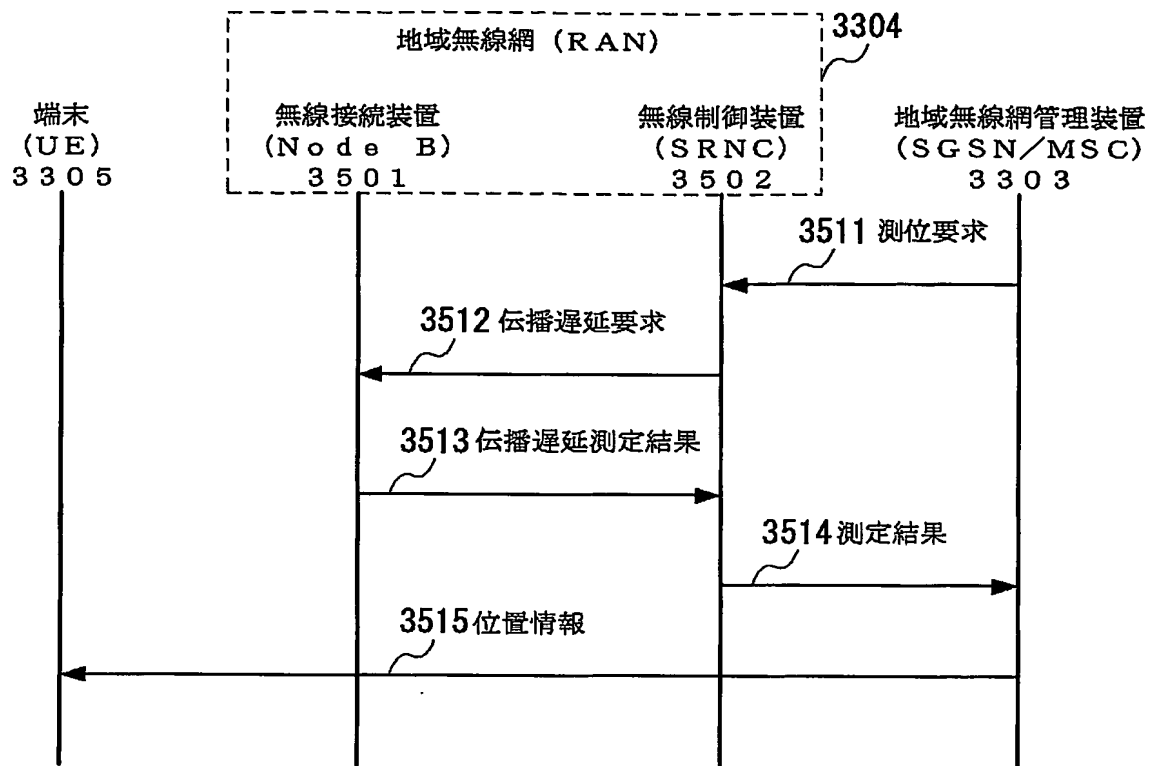 3304
地域無線網（ＲＡＮ）
端末
（ＵＥ）
３３０５
無線接続装置
（Ｎｏｄｅ　Ｂ）
３５０１
無線制御装置
（ＳＲＮＣ）
３５０２
地域無線網管理装置
（ＳＧＳＮ／ＭＳＣ）
３３０３
3511 測位要求
3512 伝播遅延要求
3513 伝播遅延測定結果
3514 測定結果
3515 位置情報